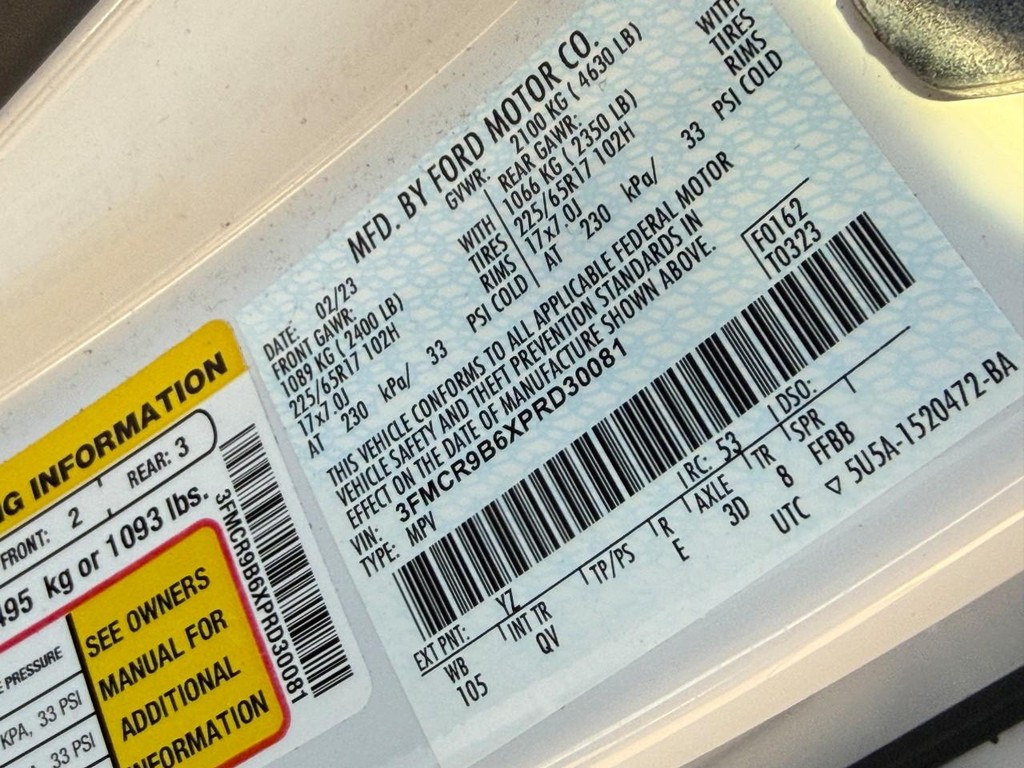 MFD. BY FORD MOTOR CO.
DATE: 02/23
GVWR: 2100 KG ( 4630 LB)
FRONT GAWR:
1089 KG ( 2400 LB) WITH
225/65R17 102H TIRES
17x7.0J RIMS
AT 230 kPa/ 33 PSI COLD
REAR GAWR:
1066 KG ( 2350 LB) WITH
225/65R17 102H TIRES
17x7.0J RIMS
AT 230 kPa/ 33 PSI COLD
THIS VEHICLE CONFORMS TO ALL APPLICABLE FEDERAL MOTOR
VEHICLE SAFETY AND THEFT PREVENTION STANDARDS IN
EFFECT ON THE DATE OF MANUFACTURE SHOWN ABOVE.
VIN: 3FMCR9B6XPRD30081
TYPE: MPV
F0162
T0323
EXT PNT: YZ RC: 53 DSO:
WB INT TR TP/PS R AXLE TR SPR
105 QV E 3D 8 FFBB
UTC ▽ 5U5A-1520472-BA
NG INFORMATION
FRONT: 2 REAR: 3
495 kg or 1093 lbs.
PRESSURE
KPA, 33 PSI
33 PSI
SEE OWNERS
MANUAL FOR
ADDITIONAL
INFORMATION
3FMCR9B6XPRD30081